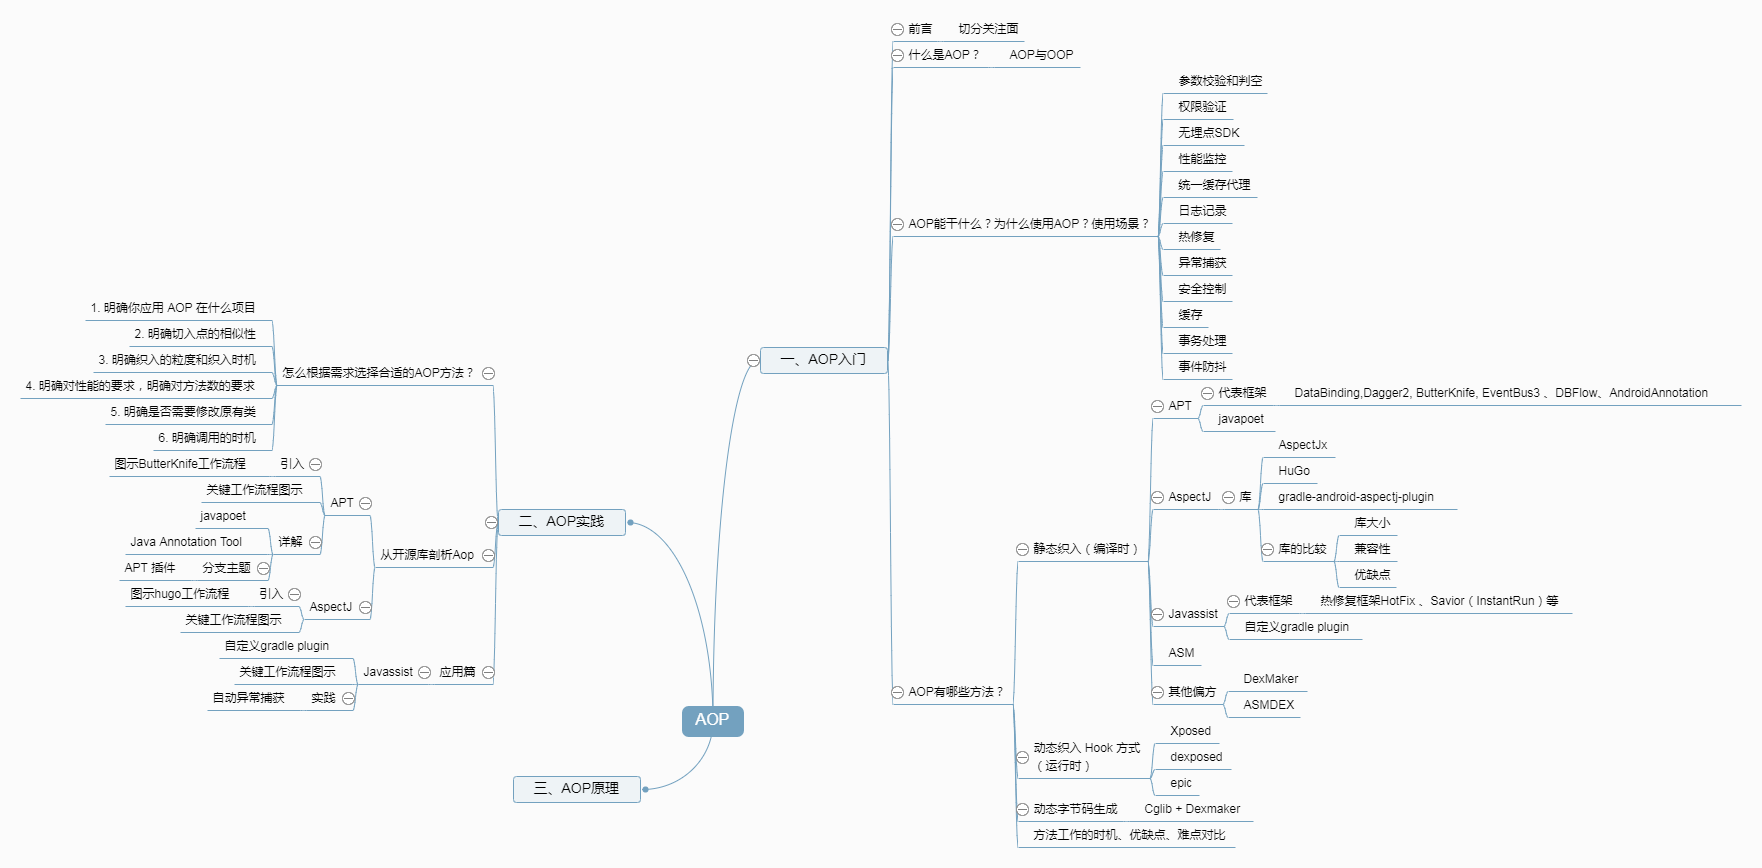 AOP
一、AOP入门
前言
切分关注面
什么是AOP？
AOP与OOP
AOP能干什么？为什么使用AOP？使用场景？
参数校验和判空
权限验证
无埋点SDK
性能监控
统一缓存代理
日志记录
热修复
异常捕获
安全控制
缓存
事务处理
事件防抖
AOP有哪些方法？
静态织入（编译时）
APT
代表框架
DataBinding,Dagger2, ButterKnife, EventBus3 、DBFlow、AndroidAnnotation
javapoet
AspectJ
库
AspectJx
HuGo
gradle-android-aspectj-plugin
库的比较
库大小
兼容性
优缺点
Javassist
代表框架
热修复框架HotFix 、Savior（InstantRun）等
自定义gradle plugin
ASM
其他偏方
DexMaker
ASMDEX
动态织入 Hook 方式
（运行时）
Xposed
dexposed
epic
动态字节码生成
Cglib + Dexmaker
方法工作的时机、优缺点、难点对比
二、AOP实践
怎么根据需求选择合适的AOP方法？
1. 明确你应用 AOP 在什么项目
2. 明确切入点的相似性
3. 明确织入的粒度和织入时机
4. 明确对性能的要求，明确对方法数的要求
5. 明确是否需要修改原有类
6. 明确调用的时机
从开源库剖析Aop
APT
引入
图示ButterKnife工作流程
关键工作流程图示
详解
javapoet
Java Annotation Tool
分支主题
APT 插件
AspectJ
引入
图示hugo工作流程
关键工作流程图示
应用篇
Javassist
自定义gradle plugin
关键工作流程图示
实践
自动异常捕获
三、AOP原理